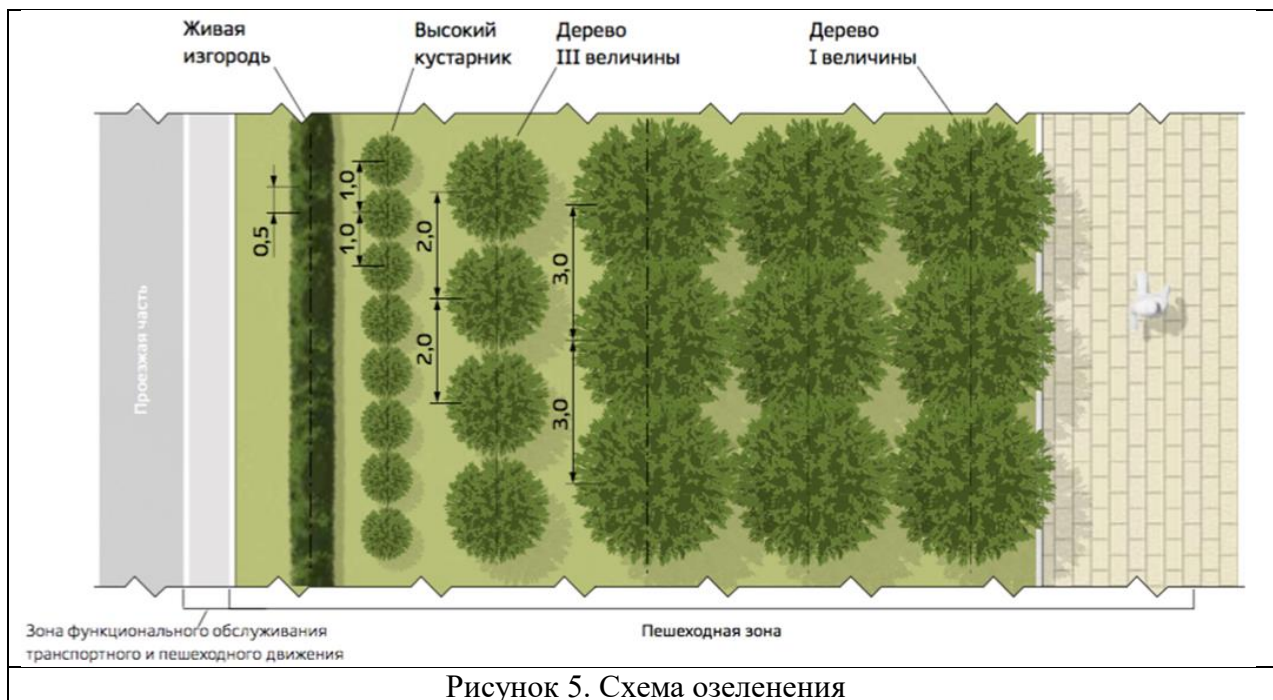 Живая
изгородь
Высокий
кустарник
Дерево
III величины
Дерево
I величины
Проезжая часть
0,5
1,0
1,0
2,0
2,0
3,0
3,0
Зона функционального обслуживания
транспортного и пешеходного движения
Пешеходная зона
Рисунок 5. Схема озеленения